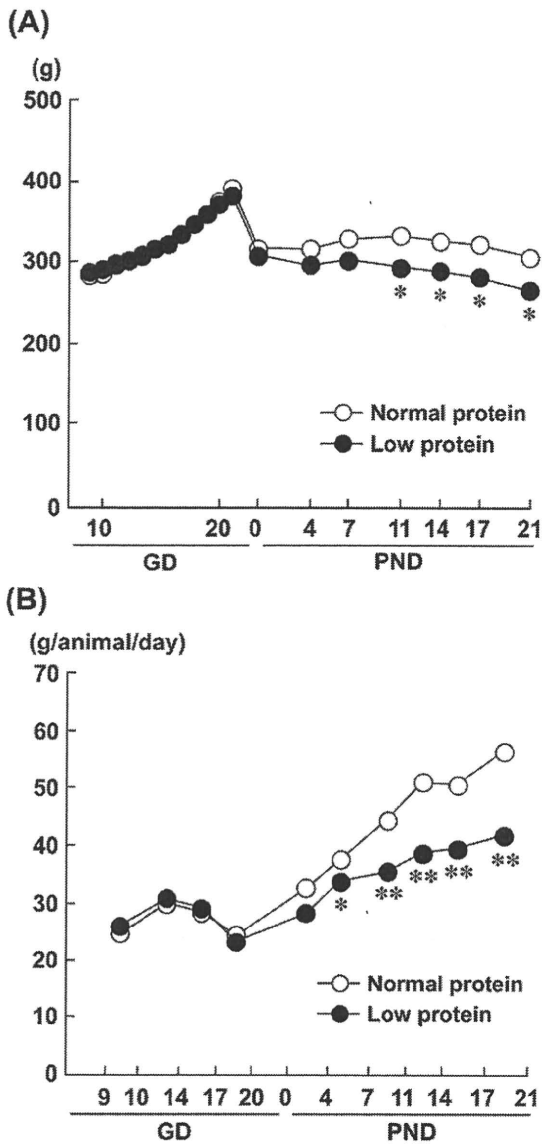 (A)
(g)
500
400
300
200
100
0
* * * *
Normal protein
Low protein
10 20 0 4 7 11 14 17 21
GD PND
(B)
(g/animal/day)
70
60
50
40
30
20
10
0
* ** ** ** **
Normal protein
Low protein
9 10 14 17 20 0 4 7 11 14 19 21
GD PND